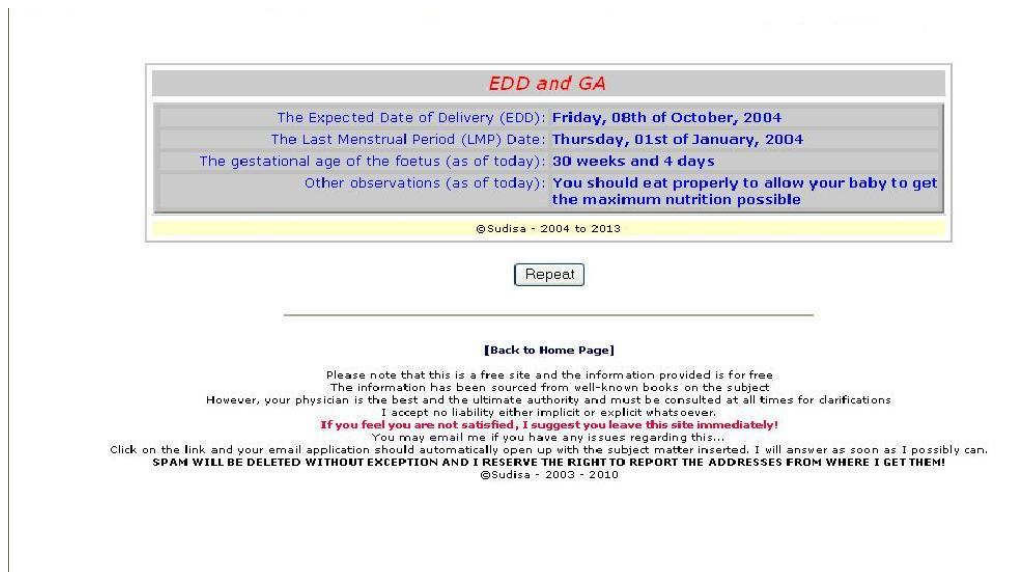 EDD and GA
The Expected Date of Delivery (EDD): Friday, 08th of October, 2004
The Last Menstrual Period (LMP) Date: Thursday, 01st of January, 2004
The gestational age of the foetus (as of today): 30 weeks and 4 days
Other observations (as of today): You should eat properly to allow your baby to get
the maximum nutrition possible
©Sudisa - 2004 to 2013
Repeat
[Back to Home Page]
Please note that this is a free site and the information provided is for free
The information has been sourced from well-known books on the subject
However, your physician is the best and the ultimate authority and must be consulted at all times for clarifications
I accept no liability either implicit or explicit whatsoever.
If you feel you are not satisfied, I suggest you leave this site immediately!
You may email me if you have any issues regarding this...
Click on the link and your email application should automatically open up with the subject matter inserted. I will answer as soon as I possibly can.
SPAM WILL BE DELETED WITHOUT EXCEPTION AND I RESERVE THE RIGHT TO REPORT THE ADDRESSES FROM WHERE I GET THEM!
©Sudisa - 2003 - 2010